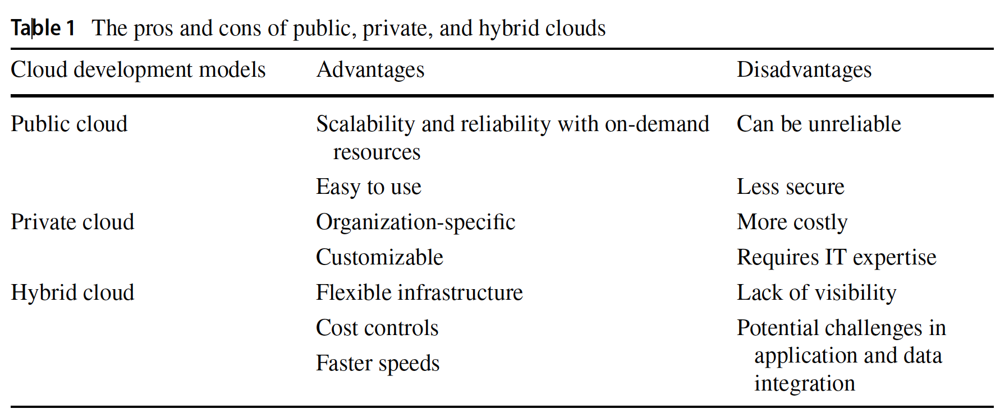 Table 1 The pros and cons of public, private, and hybrid clouds
Cloud development models Advantages Disadvantages
Public cloud Scalability and reliability with on-demand Can be unreliable
resources
Easy to use Less secure
Private cloud Organization-specific More costly
Customizable Requires IT expertise
Hybrid cloud Flexible infrastructure Lack of visibility
Cost controls Potential challenges in
application and data
Faster speeds
integration